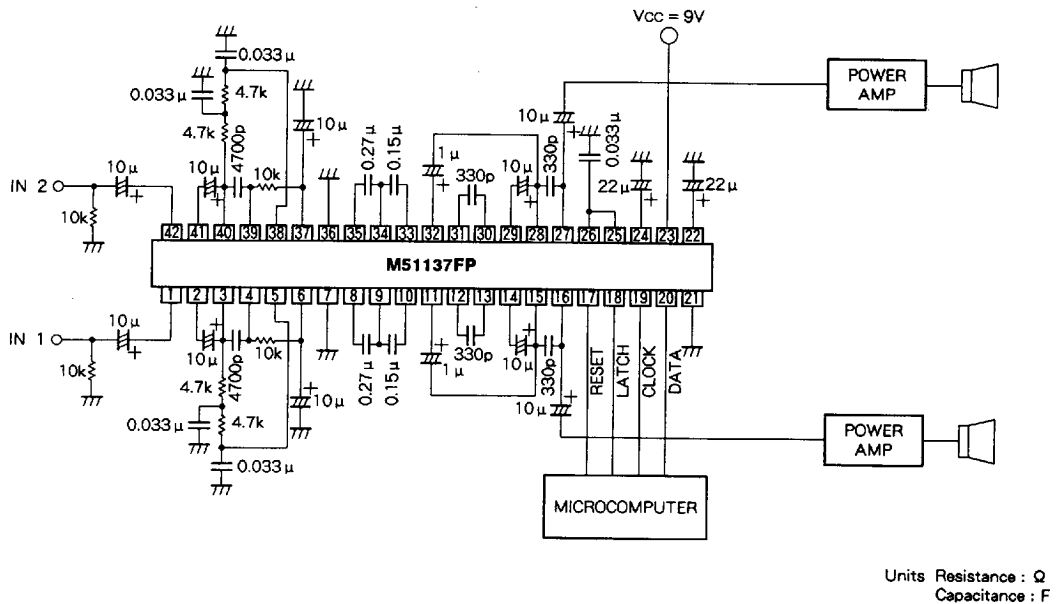 VCC = 9V
0.033μ
0.033μ
4.7k
4.7k
POWER
AMP
10μ
10μ
0.033μ
4700p
0.27μ
0.15μ
1μ
330p
10μ
330p
22μ
22μ
IN 2
10μ
10μ
10k
10k
42 41 40 39 38 37 36 35 34 33 32 31 30 29 28 27 26 25 24 23 22
M51137FP
1 2 3 4 5 6 7 8 9 10 11 12 13 14 15 16 17 18 19 20 21
IN 1
10μ
10k
10μ
4700p
10k
4.7k
4.7k
0.033μ
0.033μ
10μ
0.27μ
0.15μ
1μ
330p
10μ
330p
10μ
RESET
LATCH
CLOCK
DATA
POWER
AMP
MICROCOMPUTER
Units Resistance : Ω
Capacitance : F